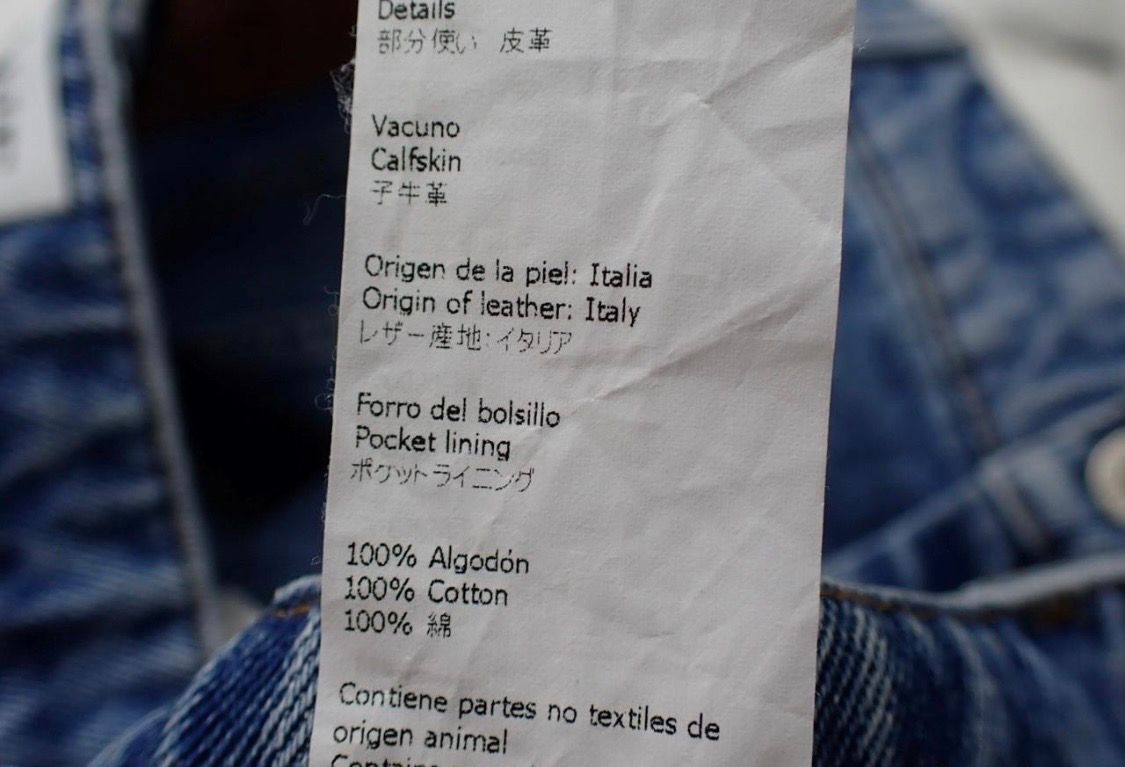 Details
部分使い 皮革
Vacuno
Calfskin
子牛革
Origen de la piel: Italia
Origin of leather: Italy
レザー産地:イタリア
Forro del bolsillo
Pocket lining
ポケットライニング
100% Algodón
100% Cotton
100% 綿
Contiene partes no textiles de
origen animal